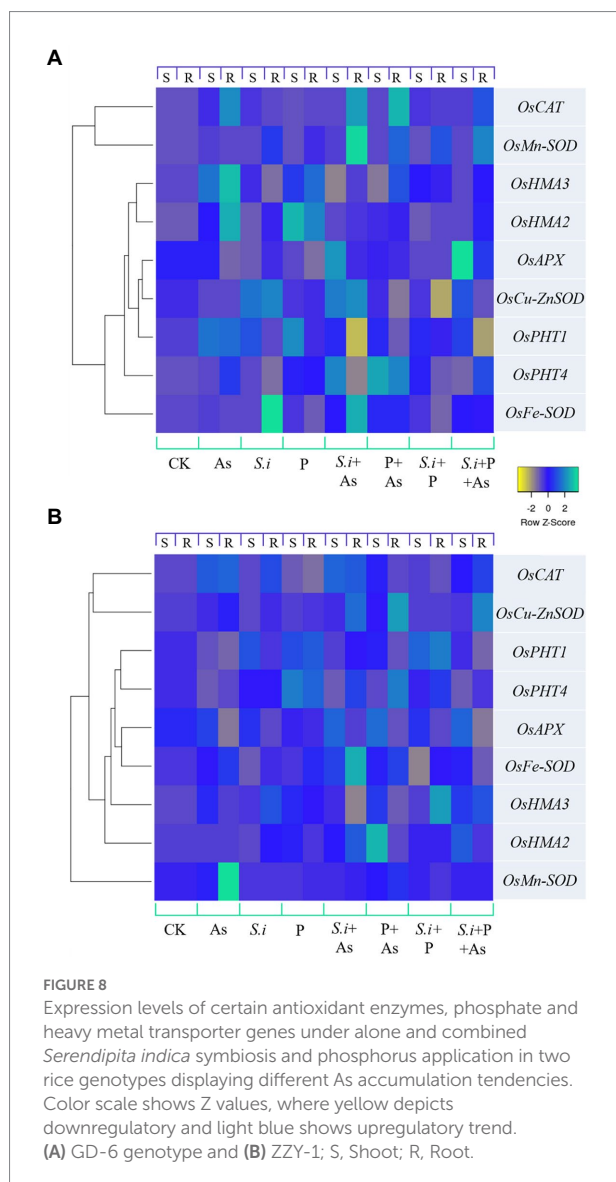 A
S R S R S R S R S R S R S R S R
OsCAT
OsMn-SOD
OsHMA3
OsHMA2
OsAPX
OsCu-ZnSOD
OsPHT1
OsPHT4
OsFe-SOD
CK As S.i P S.i+ As P+ As S.i+ P S.i+P +As
-2 0 2
Row Z-Score
B
S R S R S R S R S R S R S R S R
OsCAT
OsCu-ZnSOD
OsPHT1
OsPHT4
OsAPX
OsFe-SOD
OsHMA3
OsHMA2
OsMn-SOD
CK As S.i P S.i+ As P+ As S.i+ P S.i+P +As
FIGURE 8
Expression levels of certain antioxidant enzymes, phosphate and
heavy metal transporter genes under alone and combined
Serendipita indica symbiosis and phosphorus application in two
rice genotypes displaying different As accumulation tendencies.
Color scale shows Z values, where yellow depicts
downregulatory and light blue shows upregulatory trend.
(A) GD-6 genotype and (B) ZZY-1; S, Shoot; R, Root.